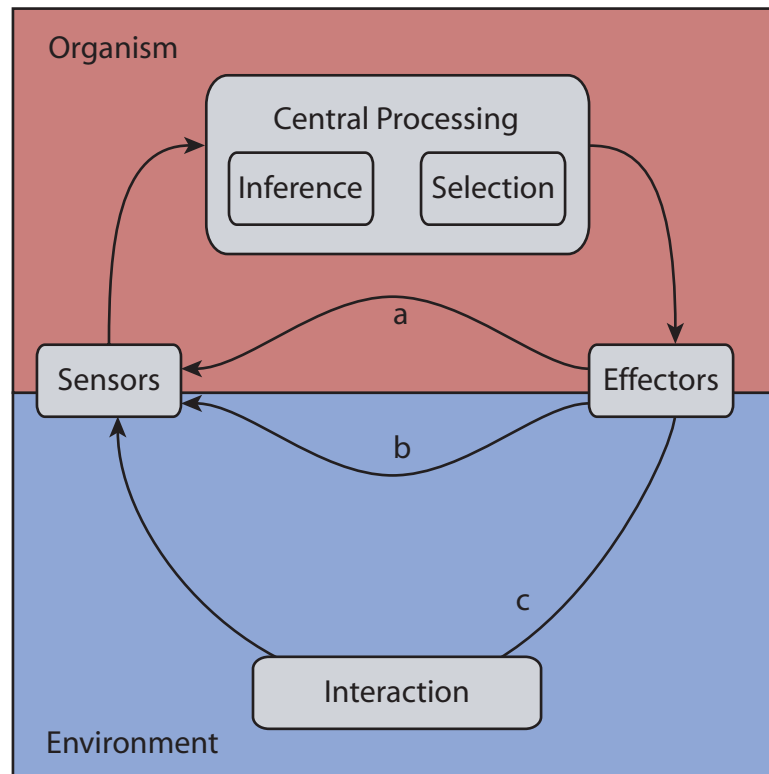 Organism
Central Processing
Inference
Selection
a
Sensors
Effectors
b
c
Interaction
Environment